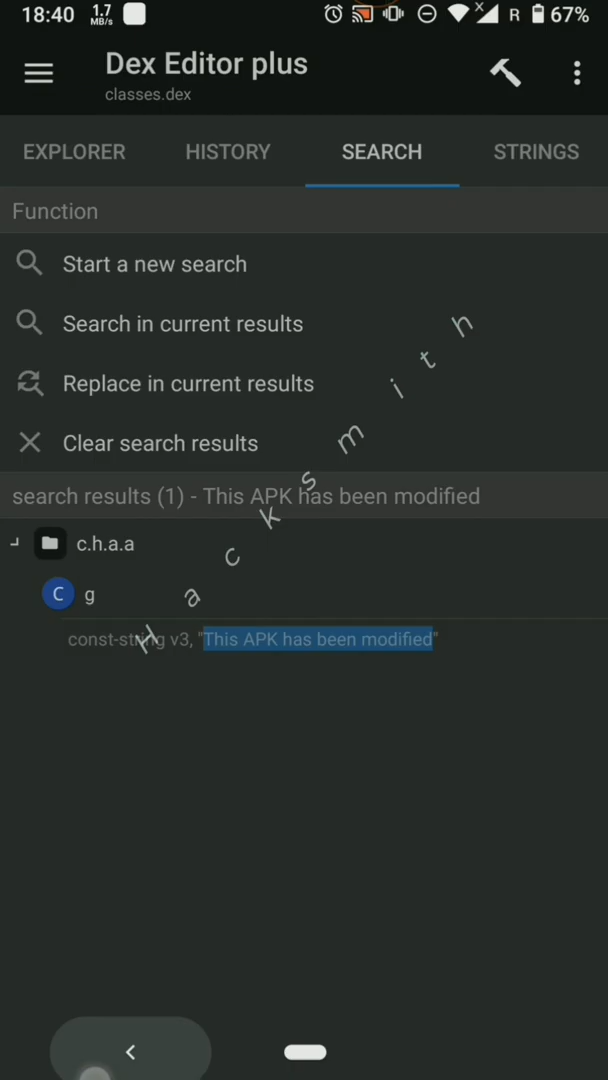 18:40 1.7 MB/s R 67%
Dex Editor plus
classes.dex
EXPLORER HISTORY SEARCH STRINGS
Function
Start a new search
Search in current results
Replace in current results
Clear search results
search results (1) - This APK has been modified
c.h.a.a
C g
const-string v3, "This APK has been modified"
Hacksmith